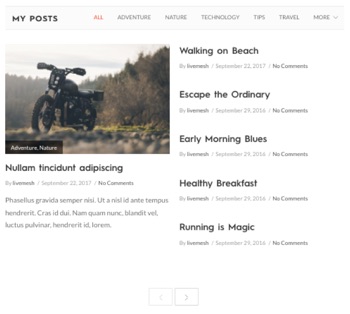 MY POSTS
ALL ADVENTURE NATURE TECHNOLOGY TIPS TRAVEL MORE
Adventure, Nature
Nullam tincidunt adipiscing
By livemesh / September 22, 2017 / No Comments
Phasellus gravida semper nisi. Ut a nisl id ante tempus
hendrerit. Cras id dui. Nam quam nunc, blandit vel,
luctus pulvinar, hendrerit id, lorem.
Walking on Beach
By livemesh / September 22, 2017 / No Comments
Escape the Ordinary
By livemesh / September 29, 2016 / No Comments
Early Morning Blues
By livemesh / September 29, 2016 / No Comments
Healthy Breakfast
By livemesh / September 29, 2016 / No Comments
Running is Magic
By livemesh / September 29, 2016 / No Comments